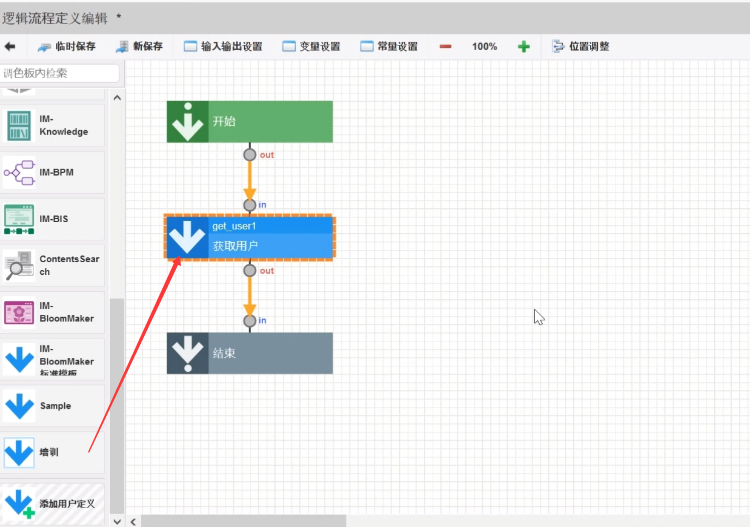 逻辑流程定义编辑 *
临时保存 新保存 输入输出设置 变量设置 常量设置 100% 位置调整
调色板内检索
IM-
Knowledge
IM-BPM
IM-BIS
ContentsSear
ch
IM-
BloomMaker
IM-
BloomMaker
标准模板
Sample
培训
添加用户定义
开始
out
in
get_user1
获取用户
out
in
结束